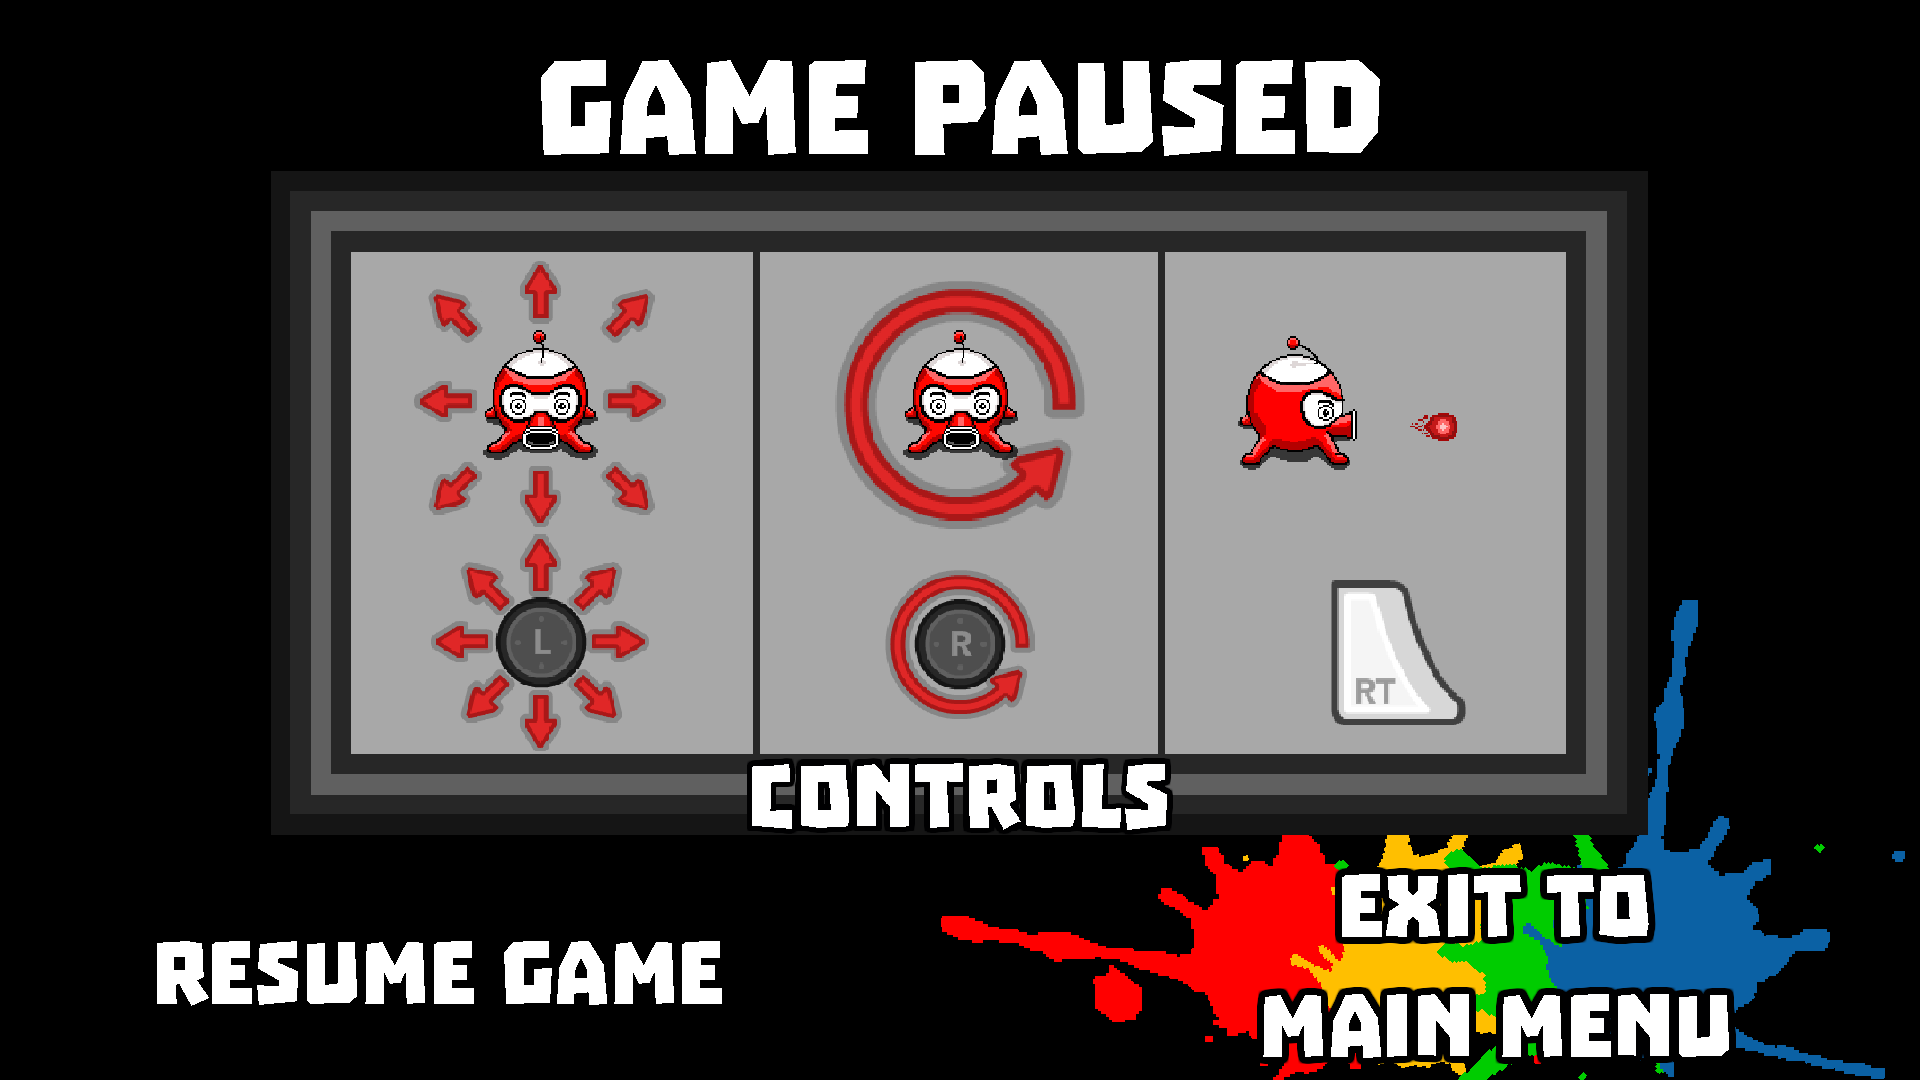 GAME PAUSED
L
R
RT
CONTROLS
RESUME GAME
EXIT TO
MAIN MENU